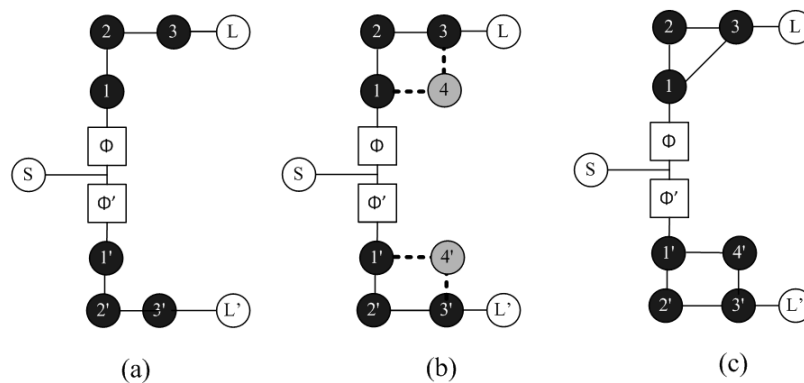 2 3 L 2 3 L 2 3 L
1 1 4 1
Φ Φ Φ
S S S
Φ' Φ' Φ'
1' 1' 4' 1' 4'
2' 3' L' 2' 3' L' 2' 3' L'
(a) (b) (c)